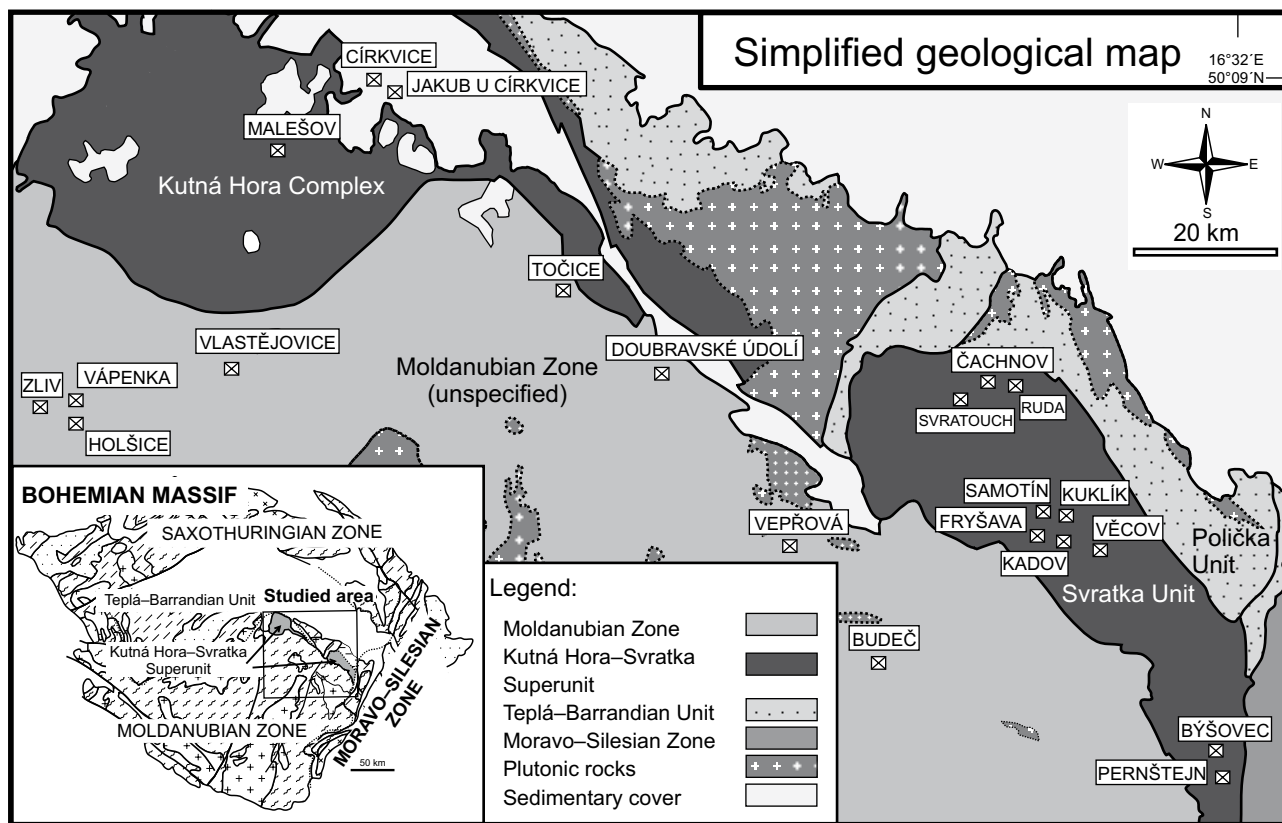 Simplified geological map
16°32´E
50°09´N
N
W
E
S
20 km
CÍRKVICE
JAKUB U CÍRKVICE
MALEŠOV
Kutná Hora Complex
TOČICE
VLASTĚJOVICE
DOUBRAVSKÉ ÚDOLÍ
Moldanubian Zone
(unspecified)
ZLIV
VÁPENKA
HOLŠICE
ČACHNOV
RUDA
SVRATOUCH
SAMOTÍN
KUKLÍK
FRYŠAVA
VĚCOV
KADOV
VEPŘOVÁ
Polička
Unit
Svratka Unit
BUDEČ
BÝŠOVEC
PERNŠTEJN
BOHEMIAN MASSIF
SAXOTHURINGIAN ZONE
Teplá–Barrandian Unit
Studied area
Kutná Hora–Svratka
Superunit
MOLDANUBIAN ZONE
MORAVO–SILESIAN
ZONE
50 km
Legend:
Moldanubian Zone
Kutná Hora–Svratka
Superunit
Teplá–Barrandian Unit
Moravo–Silesian Zone
Plutonic rocks
Sedimentary cover